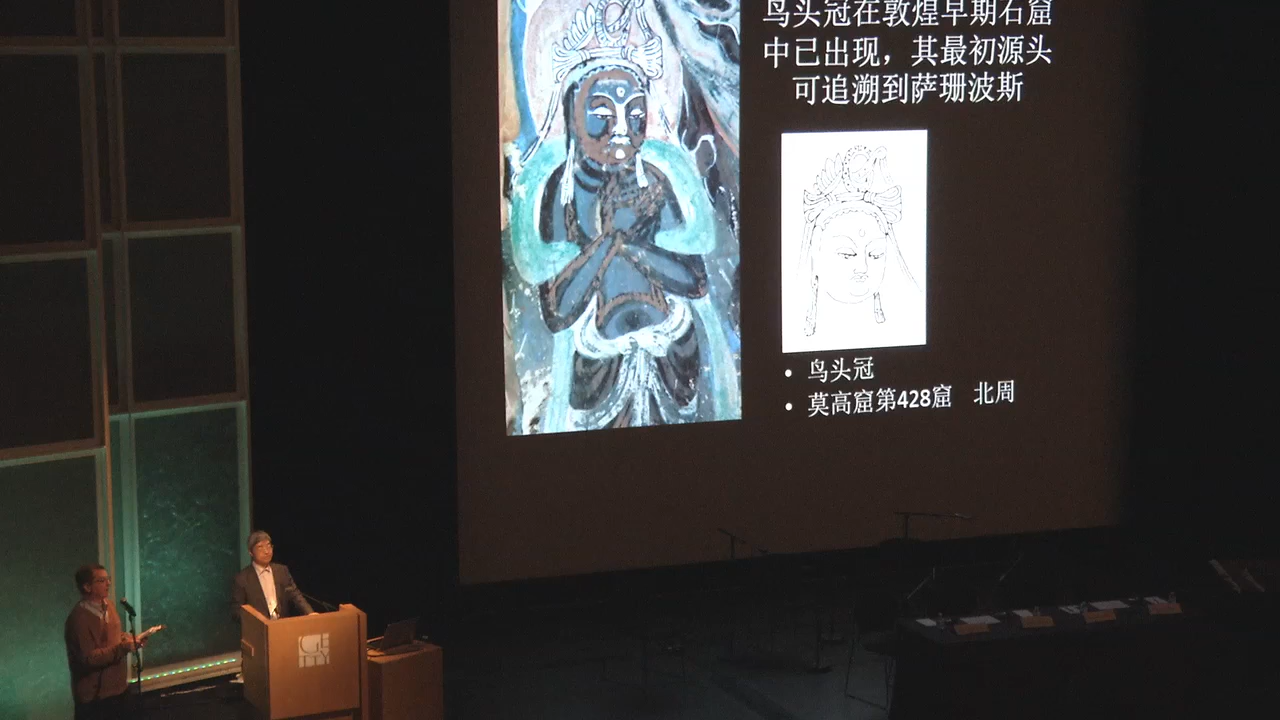 鸟头冠在敦煌早期石窟
中已出现，其最初源头
可追溯到萨珊波斯
• 鸟头冠
• 莫高窟第428窟 北周
GE
TTY